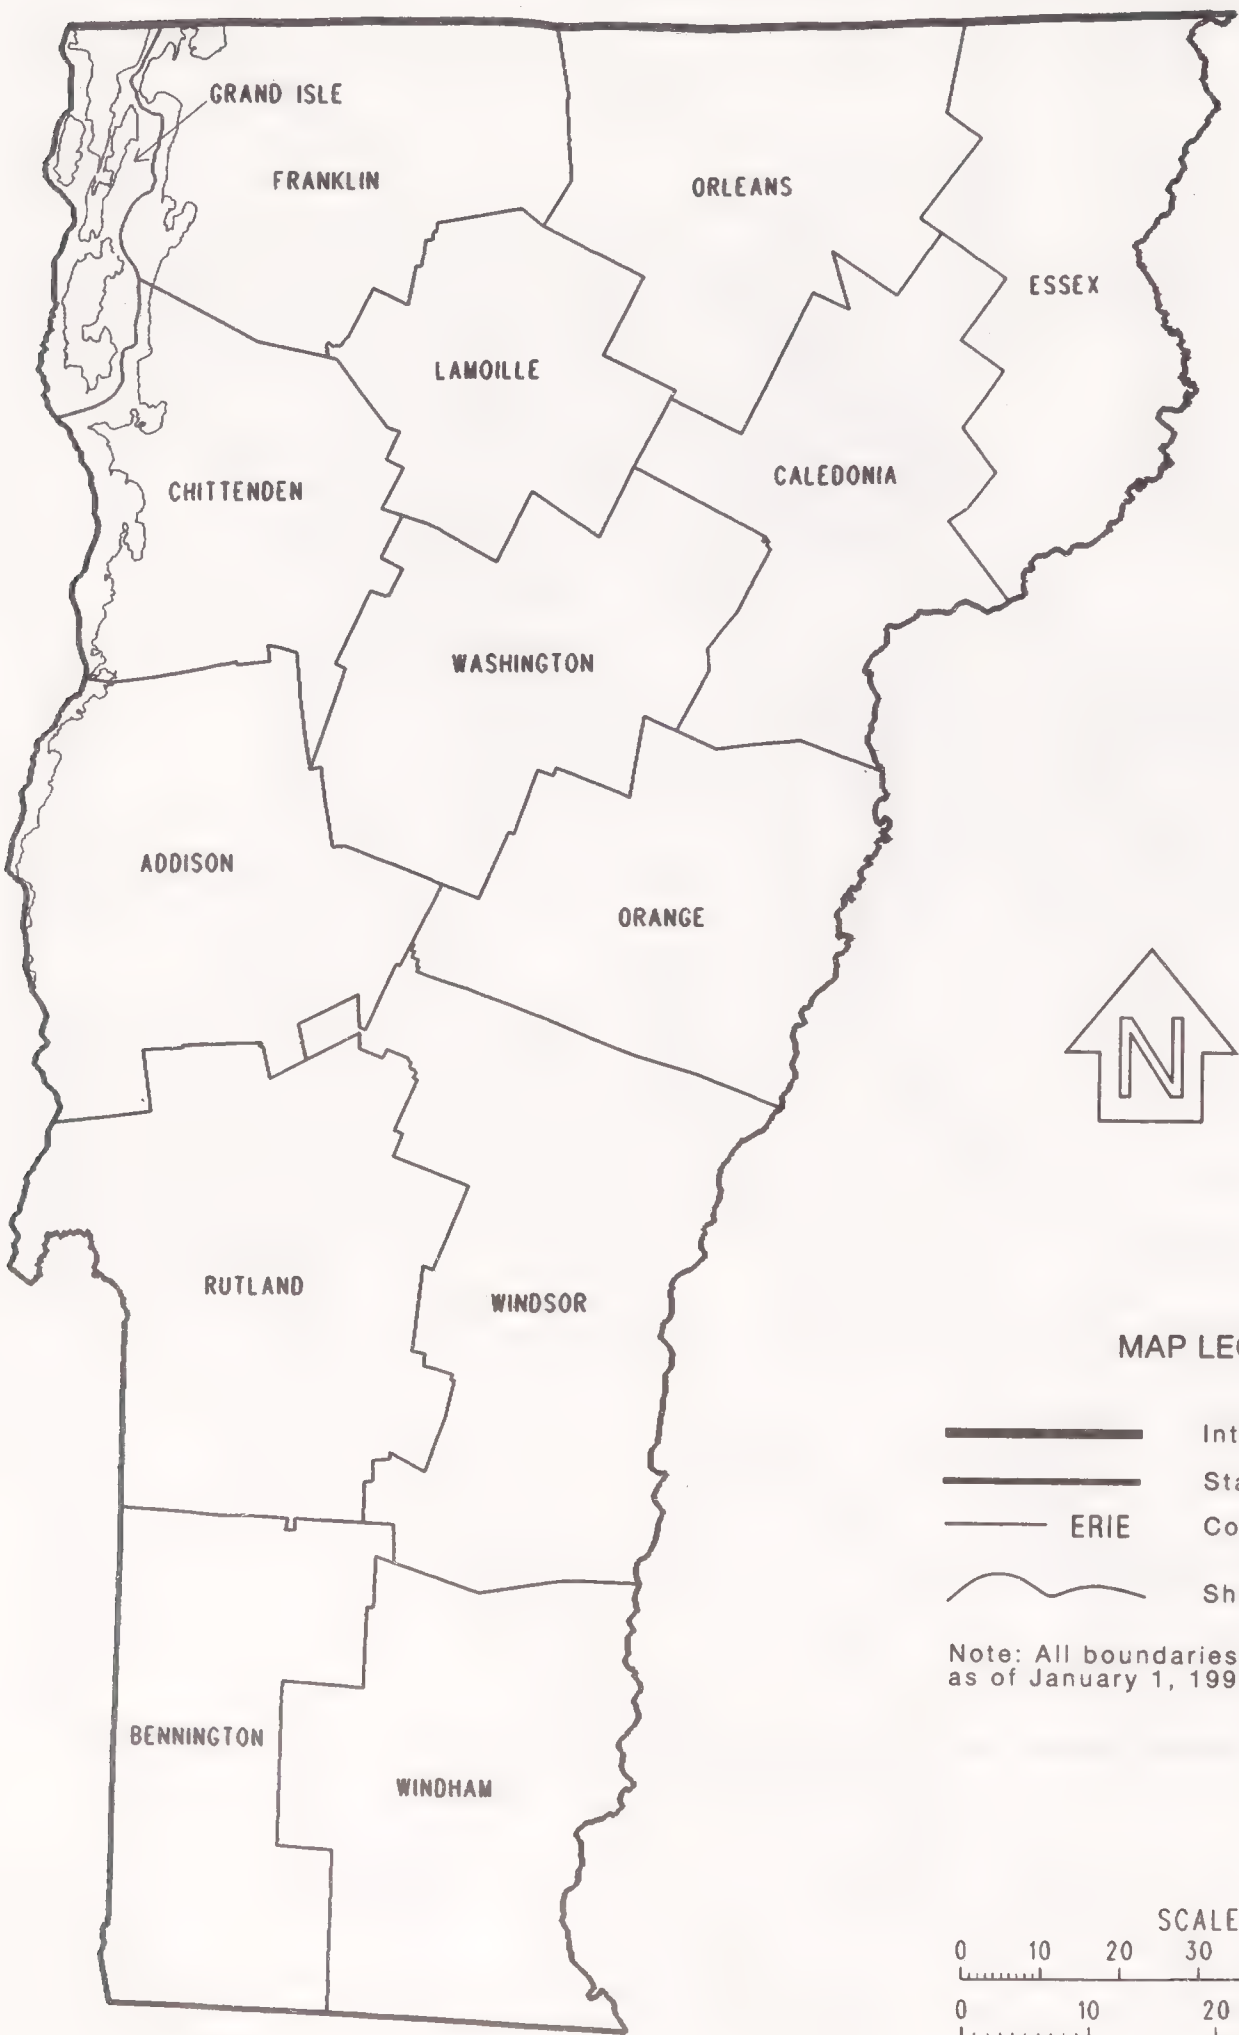 GRAND ISLE
FRANKLIN
ORLEANS
ESSEX
LAMOILLE
CHITTENDEN
CALEDONIA
WASHINGTON
ADDISON
ORANGE
N
RUTLAND
WINDSOR
MAP LE
Int
Sta
ERIE Co
Sh
Note: All boundaries
as of January 1, 199
BENNINGTON
WINDHAM
SCALE
0 10 20 30
0 10 20